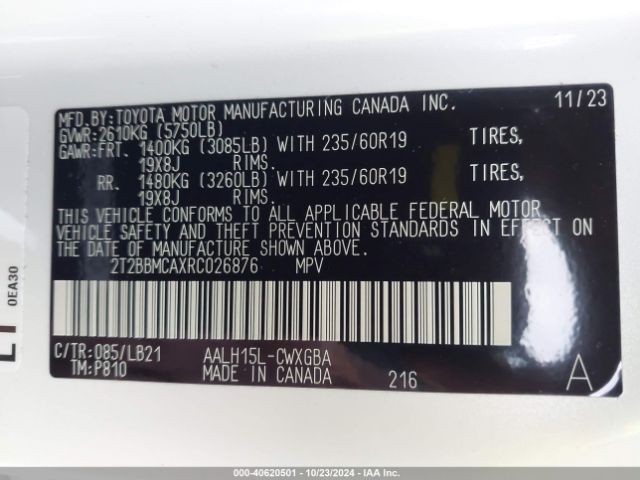 MFD.BY:TOYOTA MOTOR MANUFACTURING CANADA INC. 11/23
GVWR:2610KG (5750LB)
GAWR:FRT. 1400KG (3085LB) WITH 235/60R19 TIRES,
19X8J RIMS.
RR. 1480KG (3260LB) WITH 235/60R19 TIRES,
19X8J RIMS.
THIS VEHICLE CONFORMS TO ALL APPLICABLE FEDERAL MOTOR
VEHICLE SAFETY AND THEFT PREVENTION STANDARDS IN EFFECT ON
THE DATE OF MANUFACTURE SHOWN ABOVE.
2T2BBMCAXRC026876 MPV
C/TR:085/LB21 AALH15L-CWXGBA
TM:P810 MADE IN CANADA 216 A
0EA30
000-40620501 - 10/23/2024 - IAA Inc.